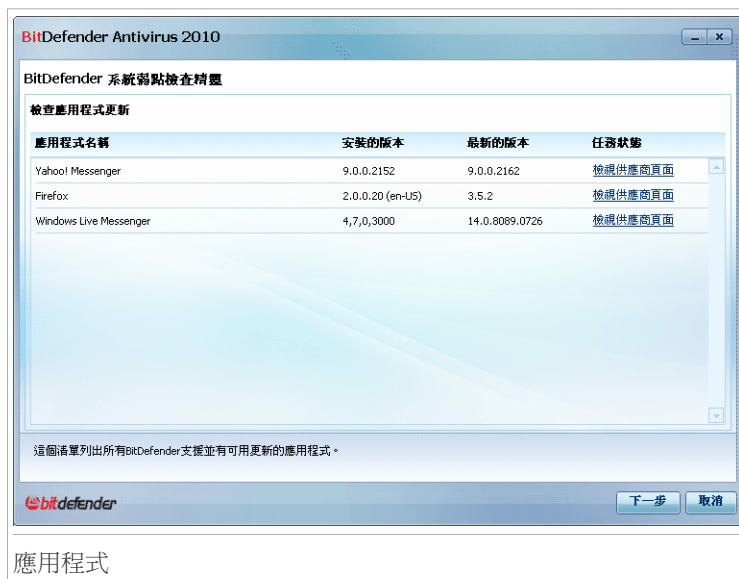 BitDefender Antivirus 2010
BitDefender 系統弱點檢查精靈
檢查應用程式更新
應用程式名稱 安裝的版本 最新的版本 任務狀態
Yahoo! Messenger 9.0.0.2152 9.0.0.2162 檢視供應商頁面
Firefox 2.0.0.20 (en-US) 3.5.2 檢視供應商頁面
Windows Live Messenger 4,7,0,3000 14.0.8089.0726 檢視供應商頁面
這個清單列出所有BitDefender支援並有可用更新的應用程式。
bitdefender 下一步 取消
應用程式